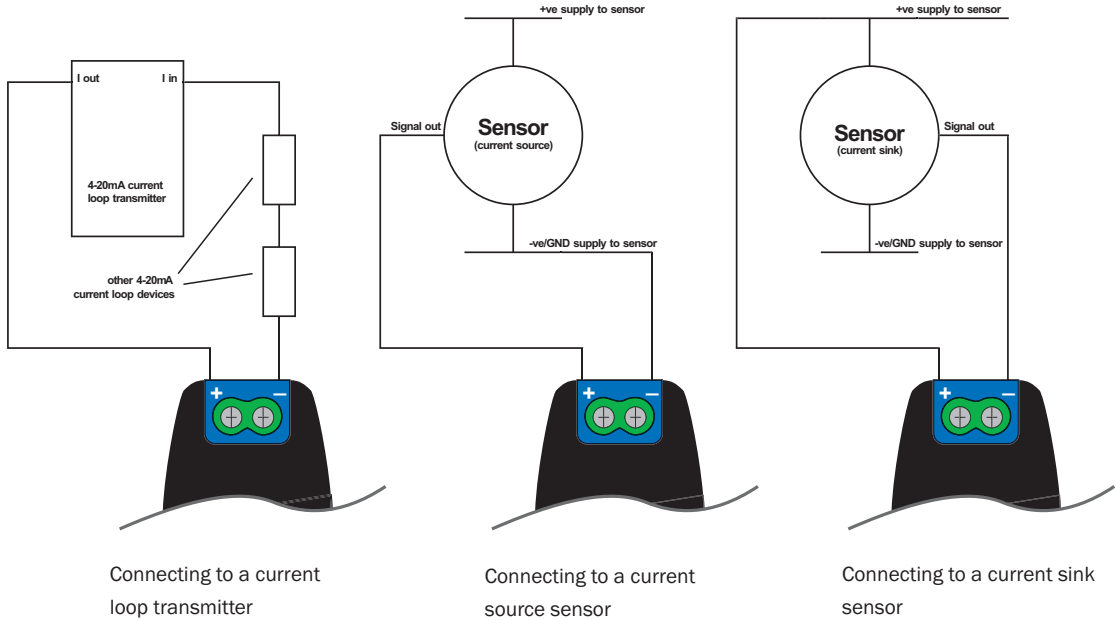 I out
I in
4-20mA current
loop transmitter
other 4-20mA
current loop devices
+
−
Connecting to a current
loop transmitter
+ve supply to sensor
Signal out
Sensor
(current source)
-ve/GND supply to sensor
+
−
Connecting to a current
source sensor
+ve supply to sensor
Sensor
(current sink)
Signal out
-ve/GND supply to sensor
+
−
Connecting to a current sink
sensor